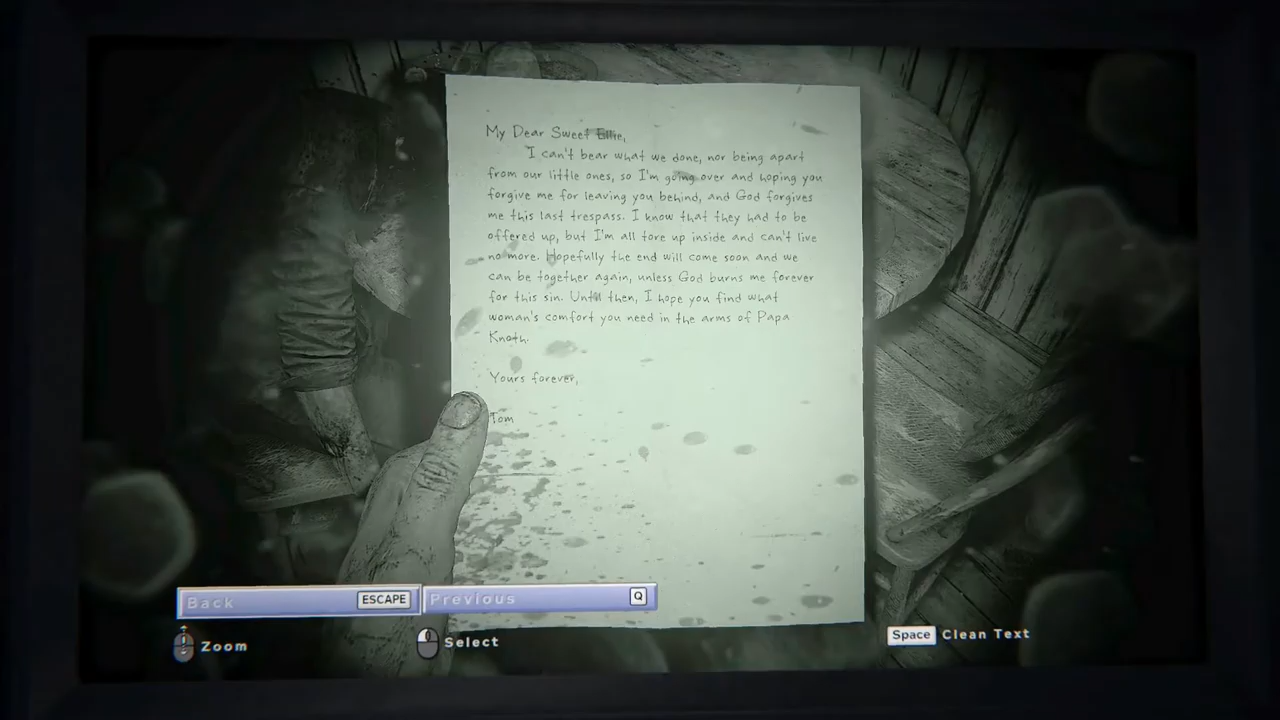 My Dear Sweet Ellie,
I can't bear what we done, nor being apart
from our little ones, so I'm going over and hoping you
forgive me for leaving you behind, and God forgives
me this last trespass. I know that they had to be
offered up, but I'm all tore up inside and can't live
no more. Hopefully the end will come soon and we
can be together again, unless God burns me forever
for this sin. Until then, I hope you find what
woman's comfort you need in the arms of Papa
Knoth.
Yours forever,
Tom
Back ESCAPE Previous Q
Zoom Select Space Clean Text